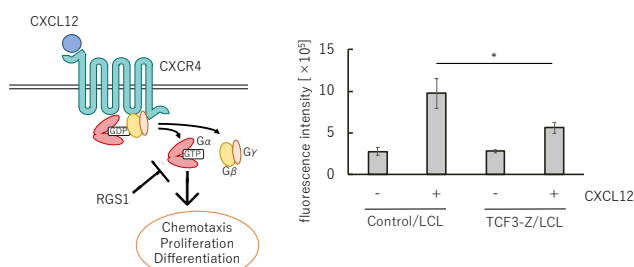 CXCL12
CXCR4
GDP
GTP
Gα
Gβ
Gγ
RGS1
Chemotaxis
Proliferation
Differentiation
fluorescence intensity [×10⁵]
15
10
5
0
*
- + - + CXCL12
Control/LCL TCF3-Z/LCL